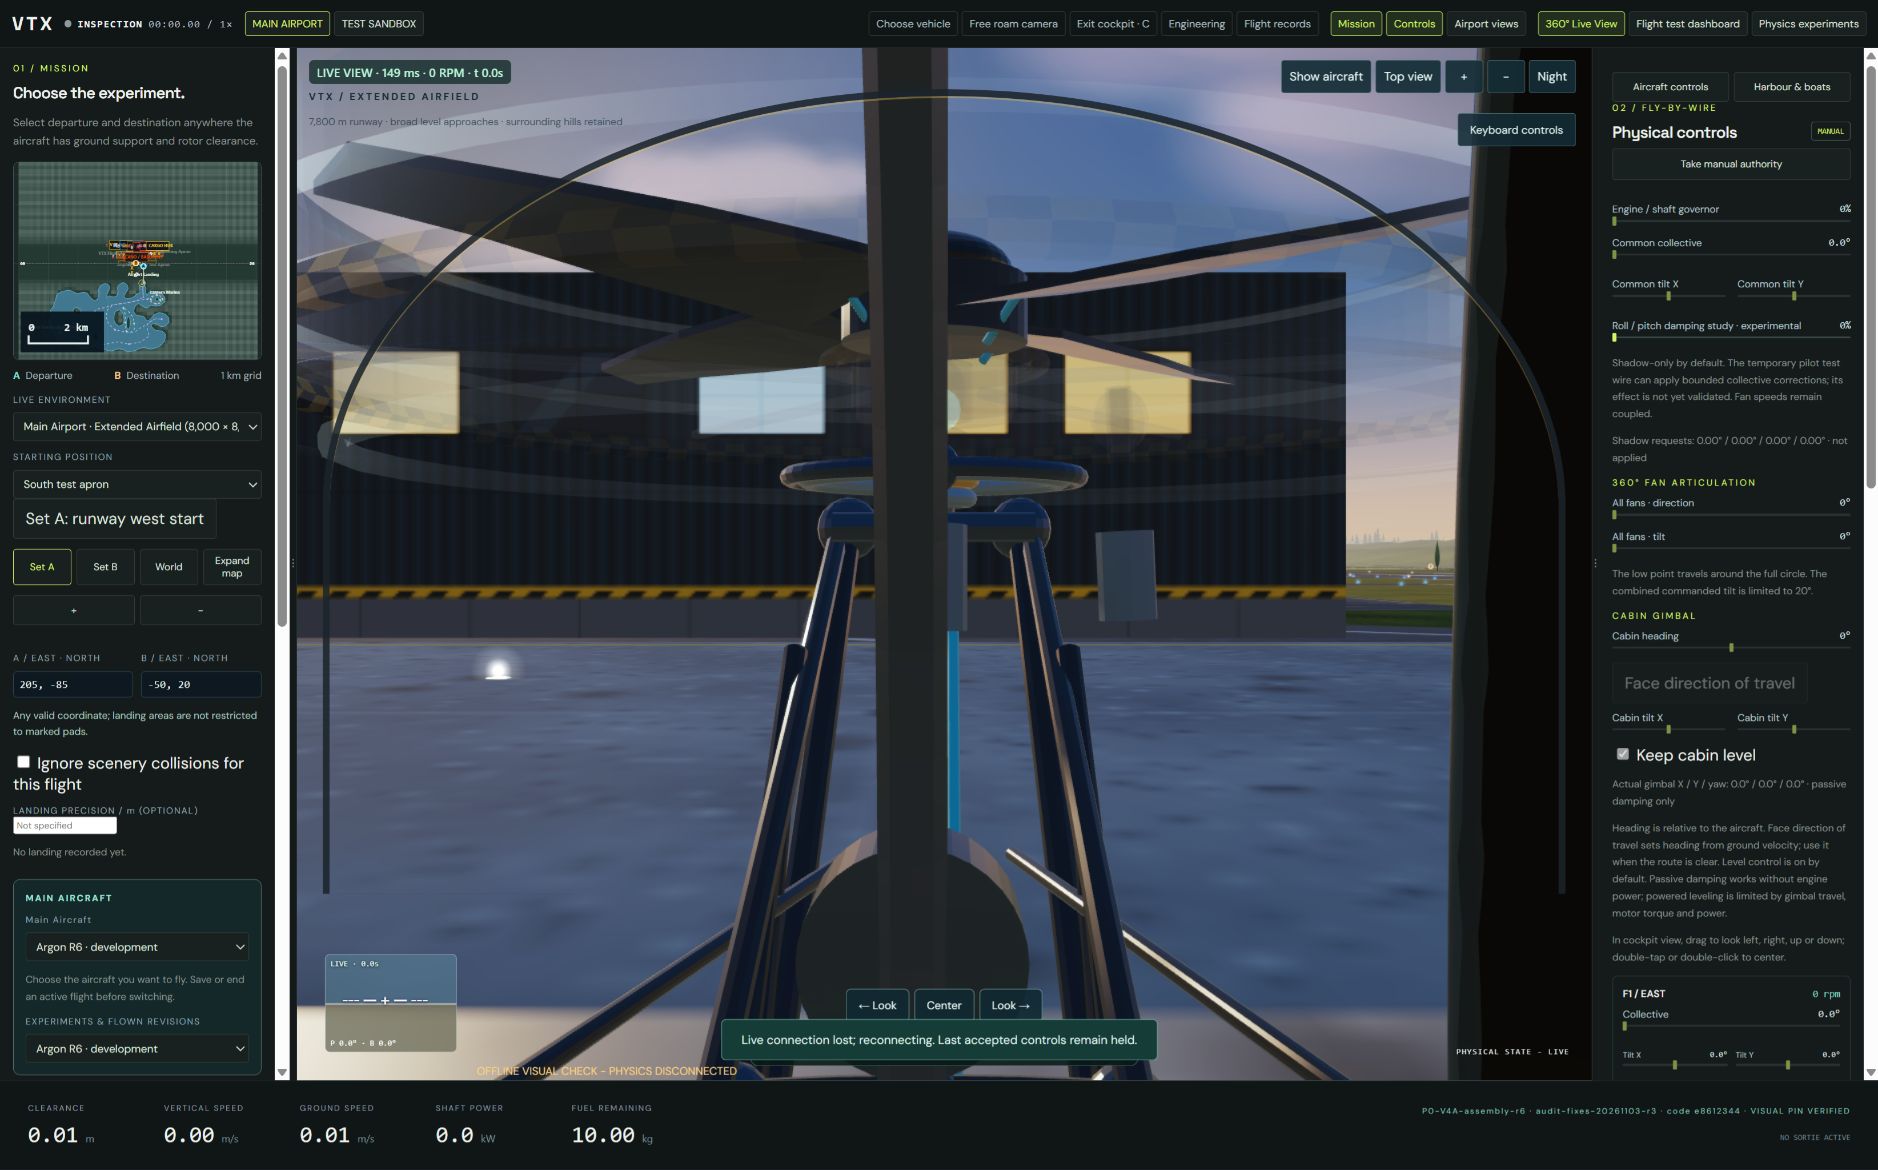 VTX INSPECTION 00:00.00 / 1x MAIN AIRPORT TEST SANDBOX Choose vehicle Free roam camera Exit cockpit · C Engineering Flight records Mission Controls Airport views 360° Live View Flight test dashboard Physics experiments
01 / MISSION
Choose the experiment.
Select departure and destination anywhere the
aircraft has ground support and rotor clearance.
0 2 km
A Departure B Destination 1 km grid
LIVE ENVIRONMENT
Main Airport · Extended Airfield (8,000 × 8,
STARTING POSITION
South test apron
Set A: runway west start
Set A Set B World Expand
map
+ −
A / EAST · NORTH B / EAST · NORTH
205, -85 -50, 20
Any valid coordinate; landing areas are not restricted
to marked pads.
Ignore scenery collisions for
this flight
LANDING PRECISION / m (OPTIONAL)
Not specified
No landing recorded yet.
MAIN AIRCRAFT
Main Aircraft
Argon R6 · development
Choose the aircraft you want to fly. Save or end
an active flight before switching.
EXPERIMENTS & FLOWN REVISIONS
Argon R6 · development
LIVE VIEW · 149 ms · 0 RPM · t 0.0s
VTX / EXTENDED AIRFIELD
7,800 m runway · broad level approaches · surrounding hills retained
Show aircraft Top view + − Night
Keyboard controls
LIVE · 0.0s
P 0.0° · B 0.0°
← Look Center Look →
Live connection lost; reconnecting. Last accepted controls remain held.
OFFLINE VISUAL CHECK - PHYSICS DISCONNECTED
PHYSICAL STATE - LIVE
Aircraft controls Harbour & boats
02 / FLY-BY-WIRE
Physical controls MANUAL
Take manual authority
Engine / shaft governor 0%
Common collective 0.0°
Common tilt X Common tilt Y
Roll / pitch damping study · experimental 0%
Shadow-only by default. The temporary pilot test
wire can apply bounded collective corrections; its
effect is not yet validated. Fan speeds remain
coupled.
Shadow requests: 0.00° / 0.00° / 0.00° / 0.00° · not
applied
360° FAN ARTICULATION
All fans · direction 0°
All fans · tilt 0°
The low point travels around the full circle. The
combined commanded tilt is limited to 20°.
CABIN GIMBAL
Cabin heading 0°
Face direction of travel
Cabin tilt X Cabin tilt Y
Keep cabin level
Actual gimbal X / Y / yaw: 0.0° / 0.0° / 0.0° · passive
damping only
Heading is relative to the aircraft. Face direction of
travel sets heading from ground velocity; use it
when the route is clear. Level control is on by
default. Passive damping works without engine
power; powered leveling is limited by gimbal travel,
motor torque and power.
In cockpit view, drag to look left, right, up or down;
double-tap or double-click to center.
F1 / EAST 0 rpm
Collective 0.0°
Tilt X 0.0° Tilt Y 0.0°
CLEARANCE VERTICAL SPEED GROUND SPEED SHAFT POWER FUEL REMAINING
0.01 m 0.00 m/s 0.01 m/s 0.0 kW 10.00 kg
P0-V4A-assembly-r6 · audit-fixes-20261103-r3 · code e8612344 · VISUAL PIN VERIFIED
NO SORTIE ACTIVE